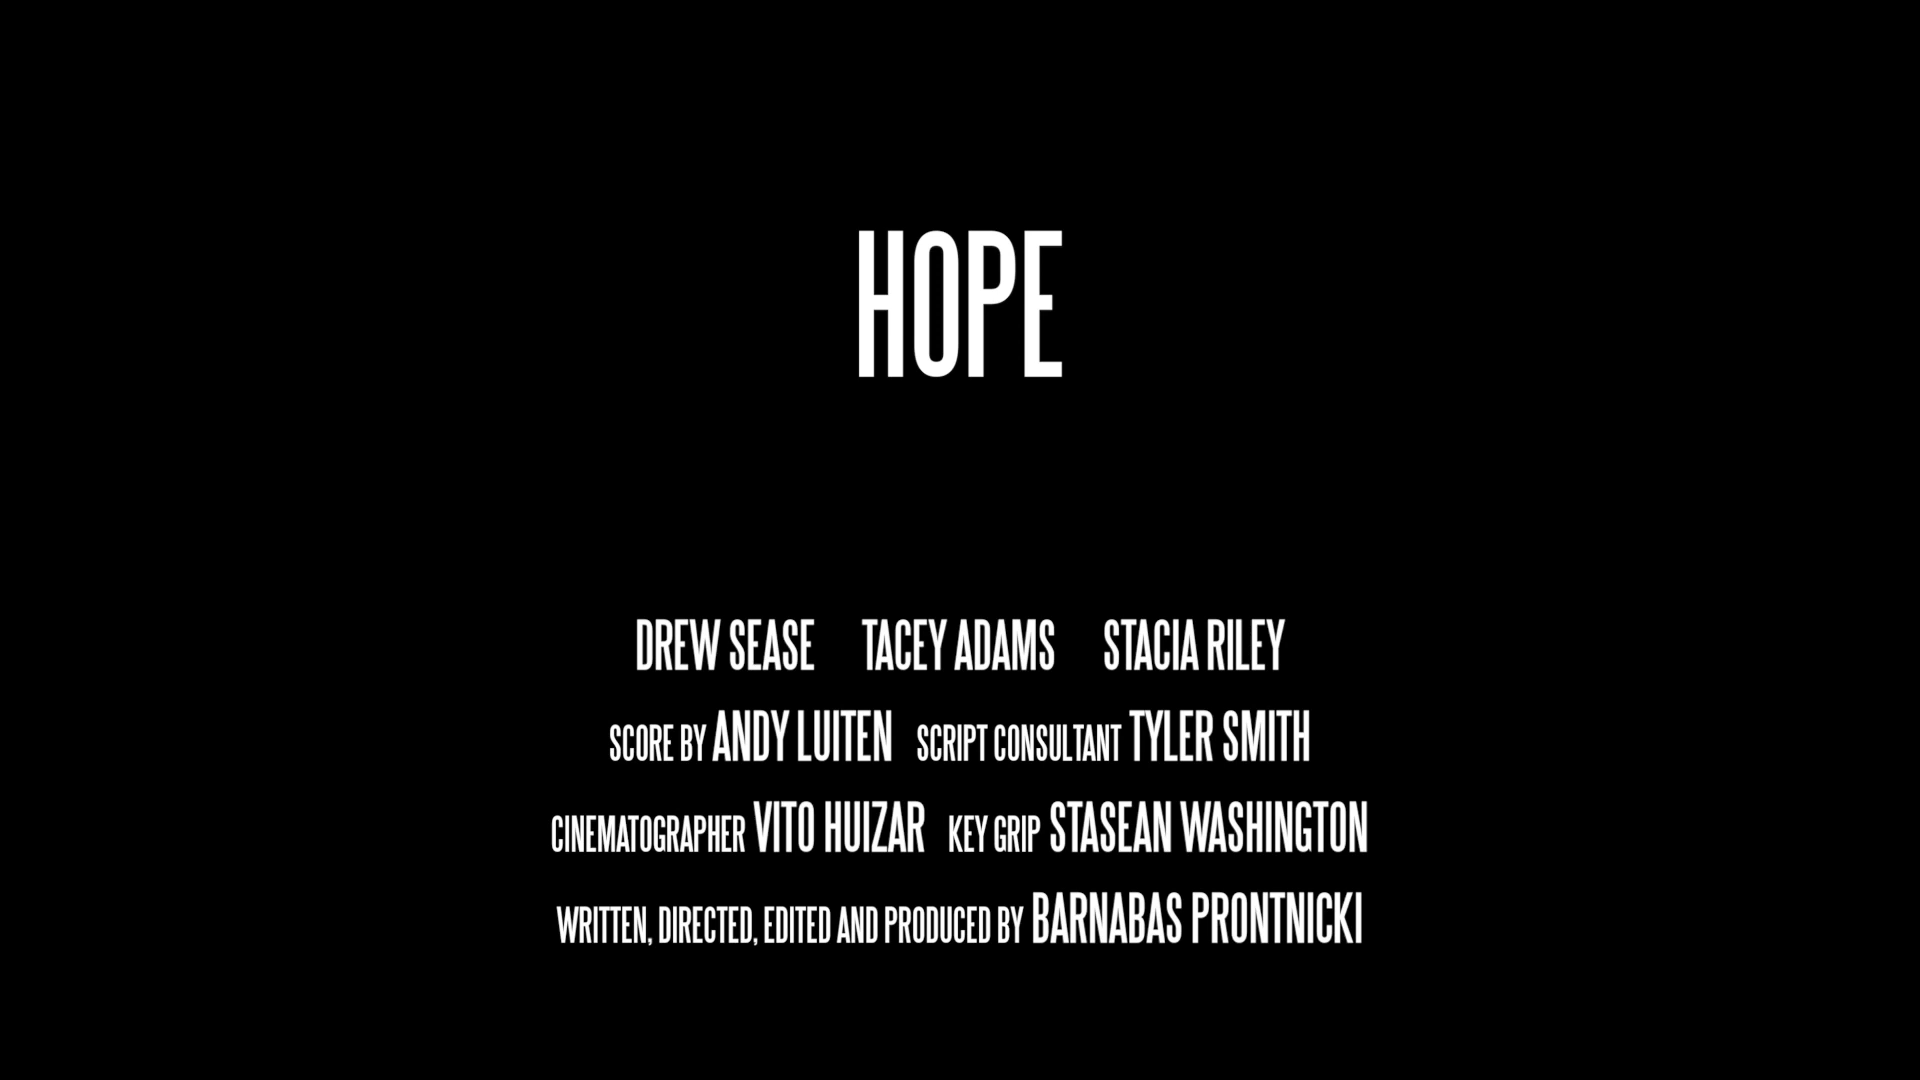 HOPE
DREW SEASE TACEY ADAMS STACIA RILEY
SCORE BY ANDY LUITEN SCRIPT CONSULTANT TYLER SMITH
CINEMATOGRAPHER VITO HUIZAR KEY GRIP STASEAN WASHINGTON
WRITTEN, DIRECTED, EDITED AND PRODUCED BY BARNABAS PRONTNICKI